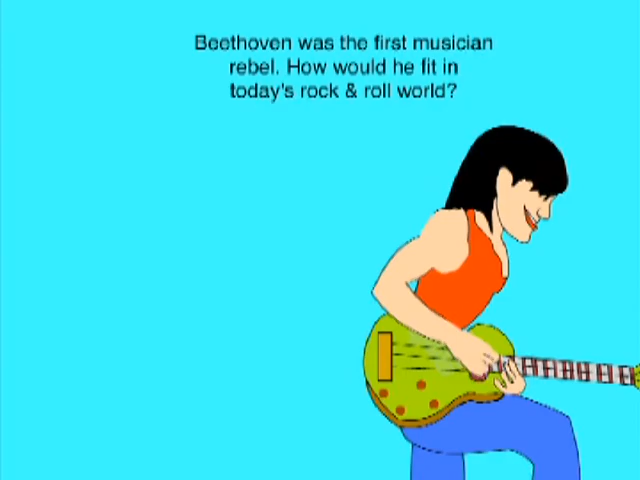 Beethoven was the first musician
rebel. How would he fit in
today's rock & roll world?